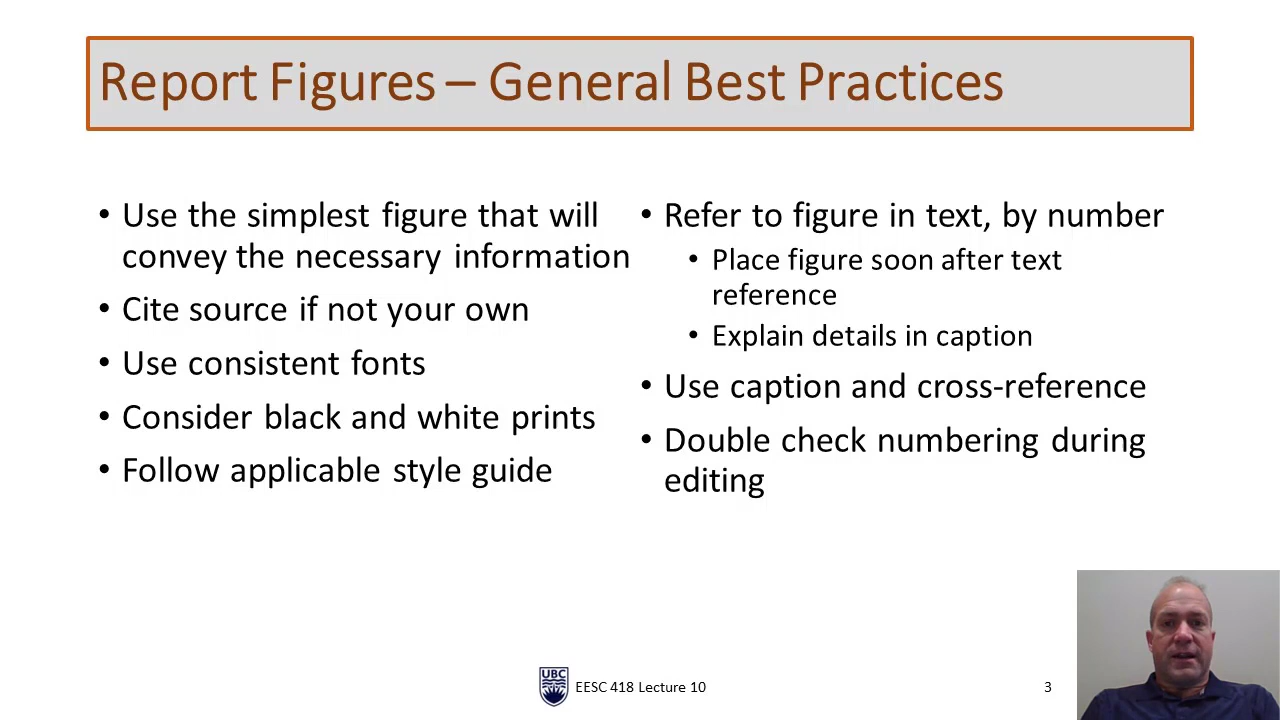 Report Figures – General Best Practices
• Use the simplest figure that will
convey the necessary information
• Cite source if not your own
• Use consistent fonts
• Consider black and white prints
• Follow applicable style guide
• Refer to figure in text, by number
• Place figure soon after text
reference
• Explain details in caption
• Use caption and cross-reference
• Double check numbering during
editing
UBC
EESC 418 Lecture 10
3